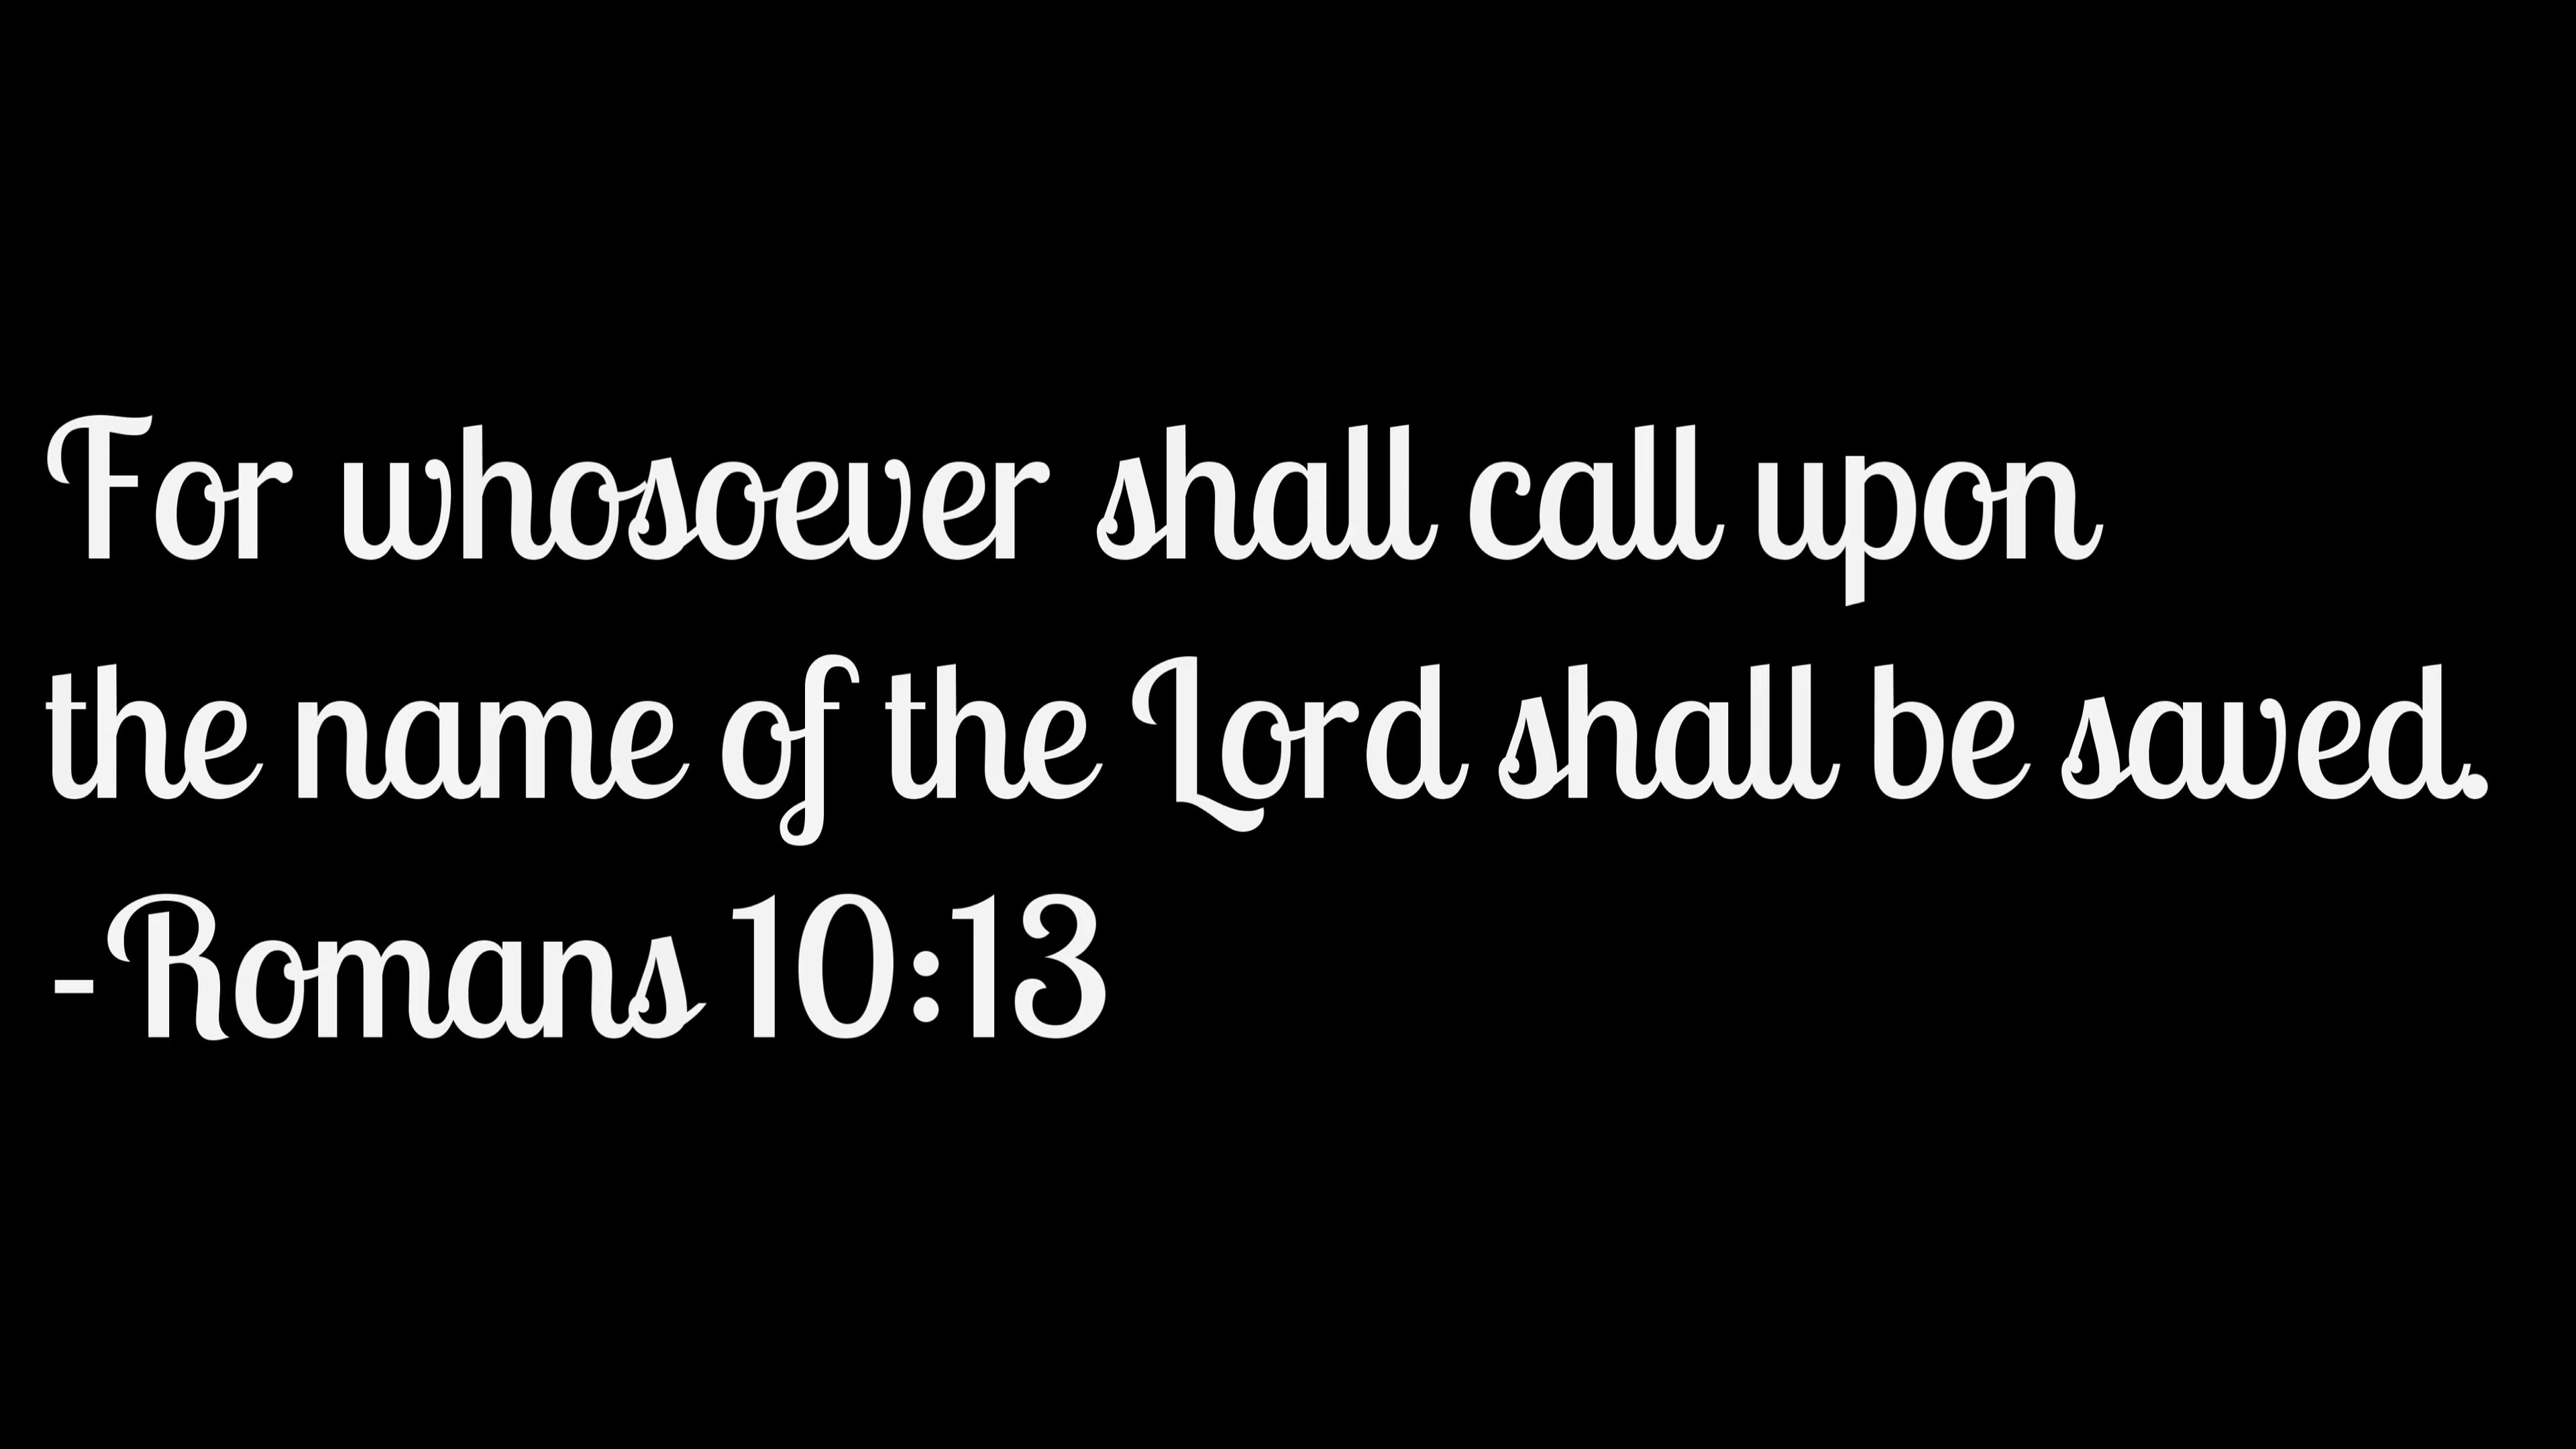 For whosoever shall call upon
the name of the Lord shall be saved.
-Romans 10:13